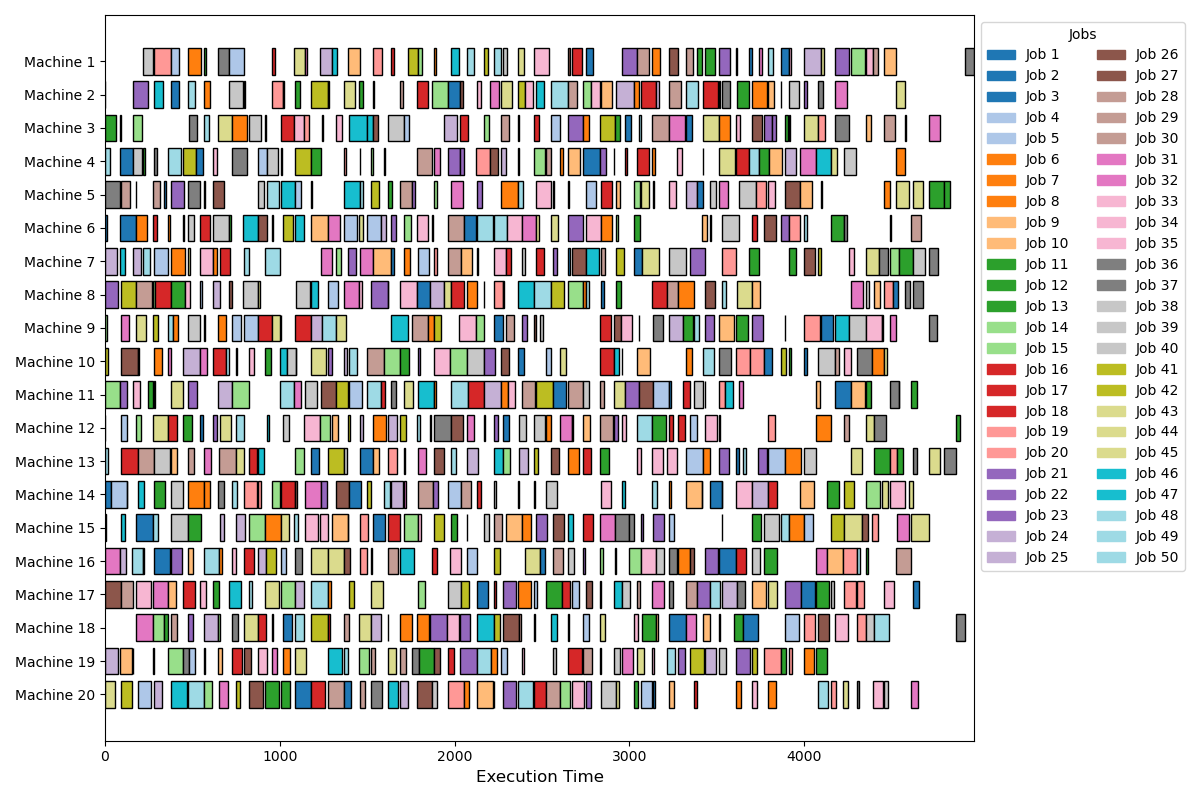 Machine 1
Machine 2
Machine 3
Machine 4
Machine 5
Machine 6
Machine 7
Machine 8
Machine 9
Machine 10
Machine 11
Machine 12
Machine 13
Machine 14
Machine 15
Machine 16
Machine 17
Machine 18
Machine 19
Machine 20
0 1000 2000 3000 4000
Execution Time
Jobs
Job 1 Job 26
Job 2 Job 27
Job 3 Job 28
Job 4 Job 29
Job 5 Job 30
Job 6 Job 31
Job 7 Job 32
Job 8 Job 33
Job 9 Job 34
Job 10 Job 35
Job 11 Job 36
Job 12 Job 37
Job 13 Job 38
Job 14 Job 39
Job 15 Job 40
Job 16 Job 41
Job 17 Job 42
Job 18 Job 43
Job 19 Job 44
Job 20 Job 45
Job 21 Job 46
Job 22 Job 47
Job 23 Job 48
Job 24 Job 49
Job 25 Job 50